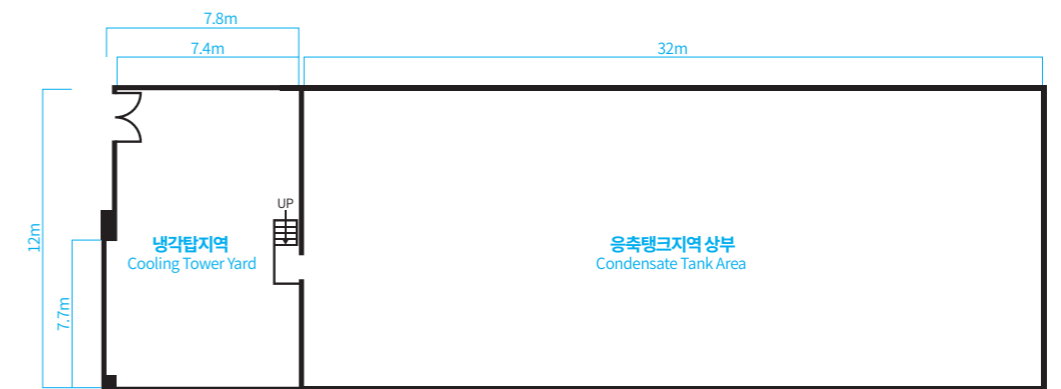 7.8m
7.4m
32m
12m
UP
냉각탑지역
Cooling Tower Yard
응축탱크지역 상부
Condensate Tank Area
7.7m